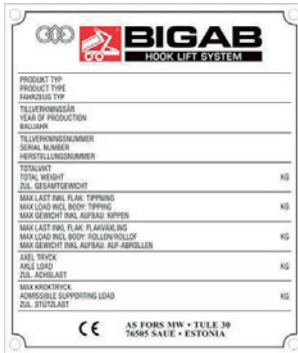 BIGAB
HOOK LIFT SYSTEM
PRODUKT TYP
PRODUCT TYPE
FAHRZEUG TYP
TILLVERKNINGSÅR
YEAR OF PRODUCTION
BAUJAHR
TILLVERKNINGSNUMMER
SERIAL NUMBER
HERSTELLUNGSNUMMER
TOTALVIKT
TOTAL WEIGHT KG
ZUL. GESAMTGEWICHT
MAX LAST INKL FLAK: TIPPNING
MAX LOAD INCL BODY: TIPPING KG
MAX GEWICHT INKL AUFBAU: KIPPEN
MAX LAST INKL FLAK: FLAKVÄXLING
MAX LOAD INCL BODY: ROLLON/ROLLOF KG
MAX GEWICHT INKL AUFBAU: AUF-ABROLLEN
AXEL TRYCK
AXLE LOAD KG
ZUL. ACHSLAST
MAX KROKTRYCK
ADMISSIBLE SUPPORTING LOAD KG
ZUL. STÜTZLAST
CE AS FORS MW • TULE 30
76505 SAUE • ESTONIA